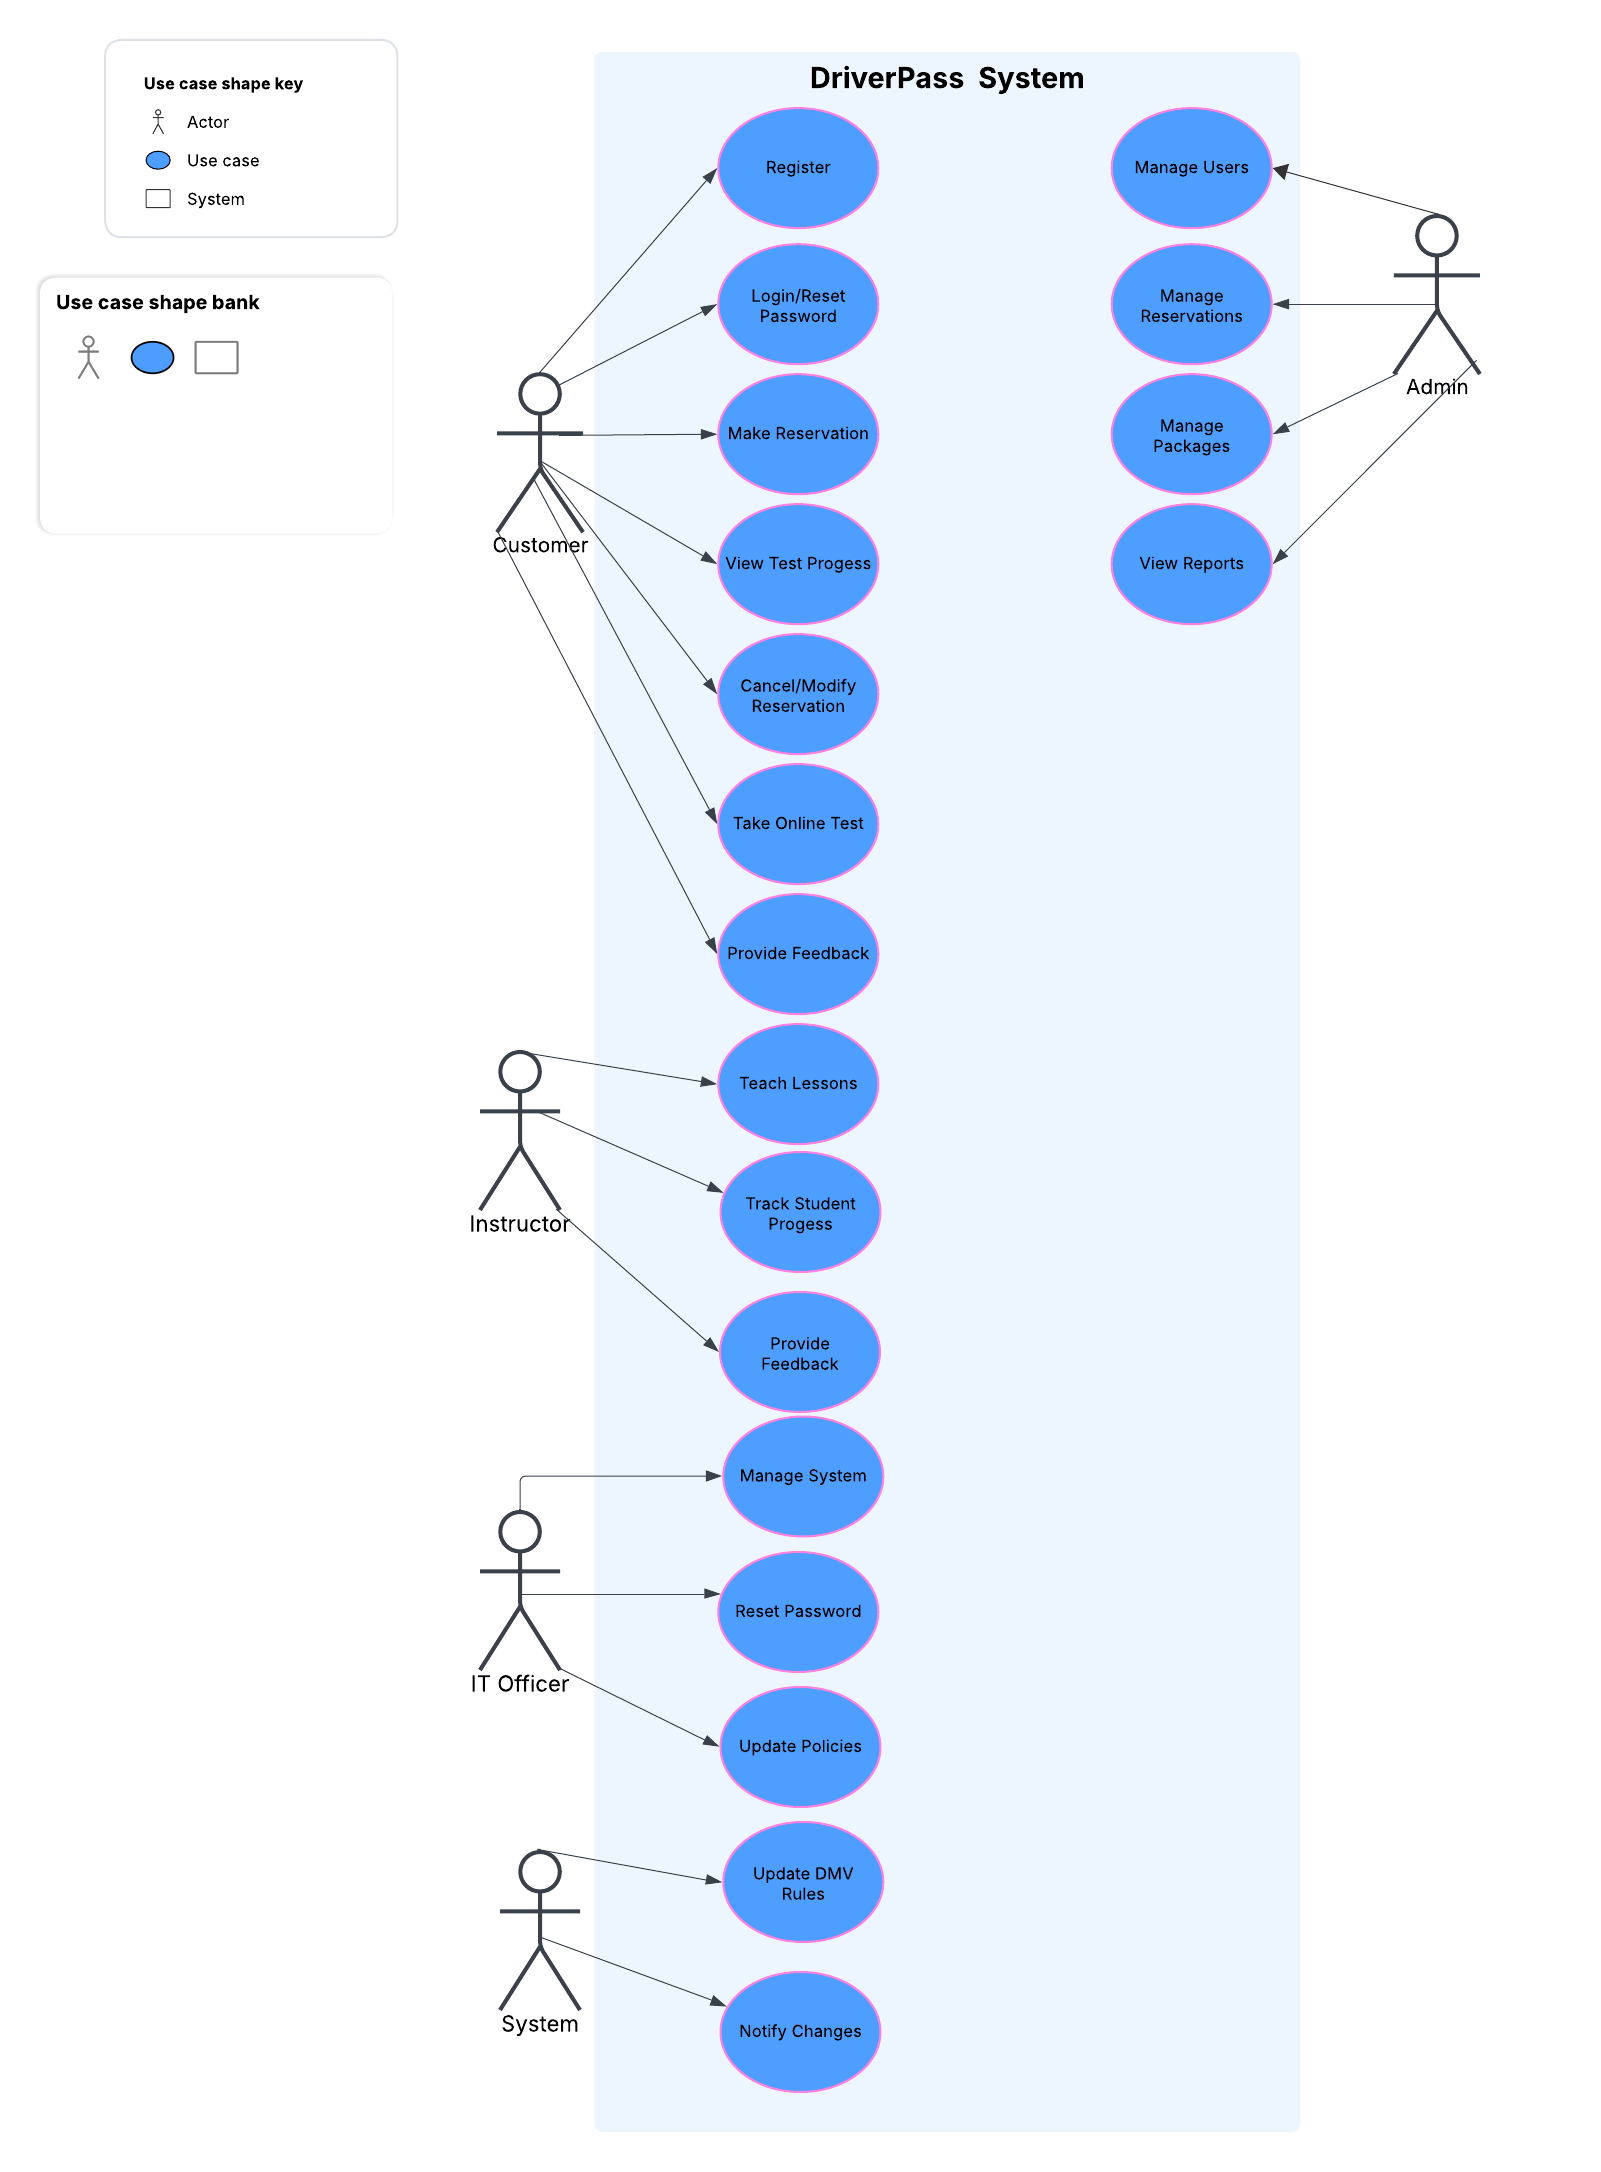 Use case shape key
Actor
Use case
System
Use case shape bank
DriverPass System
Register
Login/Reset
Password
Make Reservation
View Test Progess
Cancel/Modify
Reservation
Take Online Test
Provide Feedback
Teach Lessons
Track Student
Progess
Provide
Feedback
Manage System
Reset Password
Update Policies
Update DMV
Rules
Notify Changes
Manage Users
Manage
Reservations
Manage
Packages
View Reports
Customer
Instructor
IT Officer
System
Admin